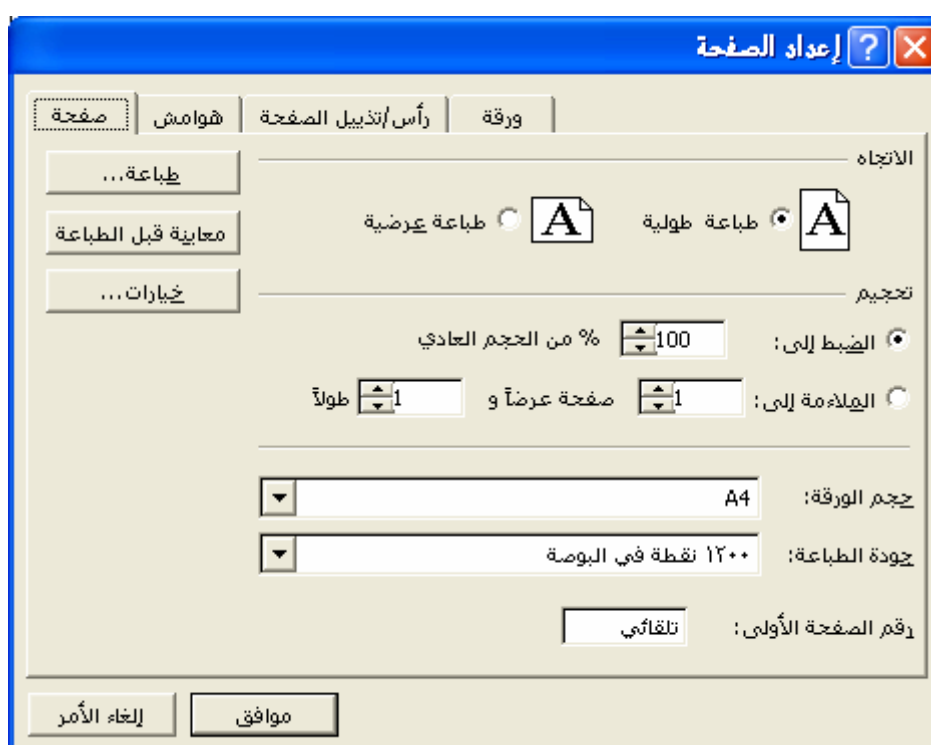 إعداد الصفحة
صفحة هوامش رأس/تذييل الصفحة ورقة
الاتجاه
طباعة...
A طباعة طولية A طباعة عرضية
معاينة قبل الطباعة
خيارات...
تحجيم
الضبط إلى: 100 % من الحجم العادي
الملاءمة إلى: 1 صفحة عرضاً و 1 طولاً
حجم الورقة: A4
جودة الطباعة: ١٢٠٠ نقطة في البوصة
رقم الصفحة الأولى: تلقائي
موافق إلغاء الأمر